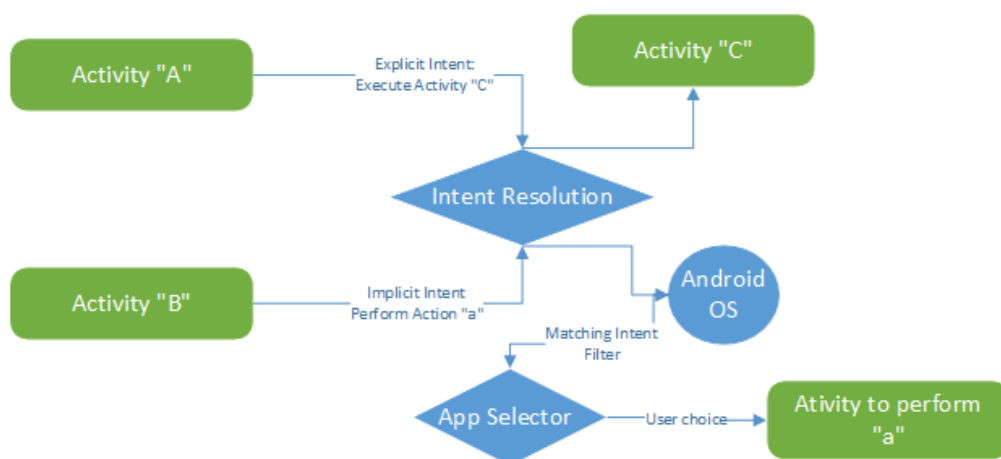 Activity "A"
Explicit Intent:
Execute Activity "C"
Activity "C"
Intent Resolution
Activity "B"
Implicit Intent
Perform Action "a"
Android
OS
Matching Intent
Filter
App Selector
User choice
Ativity to perform
"a"